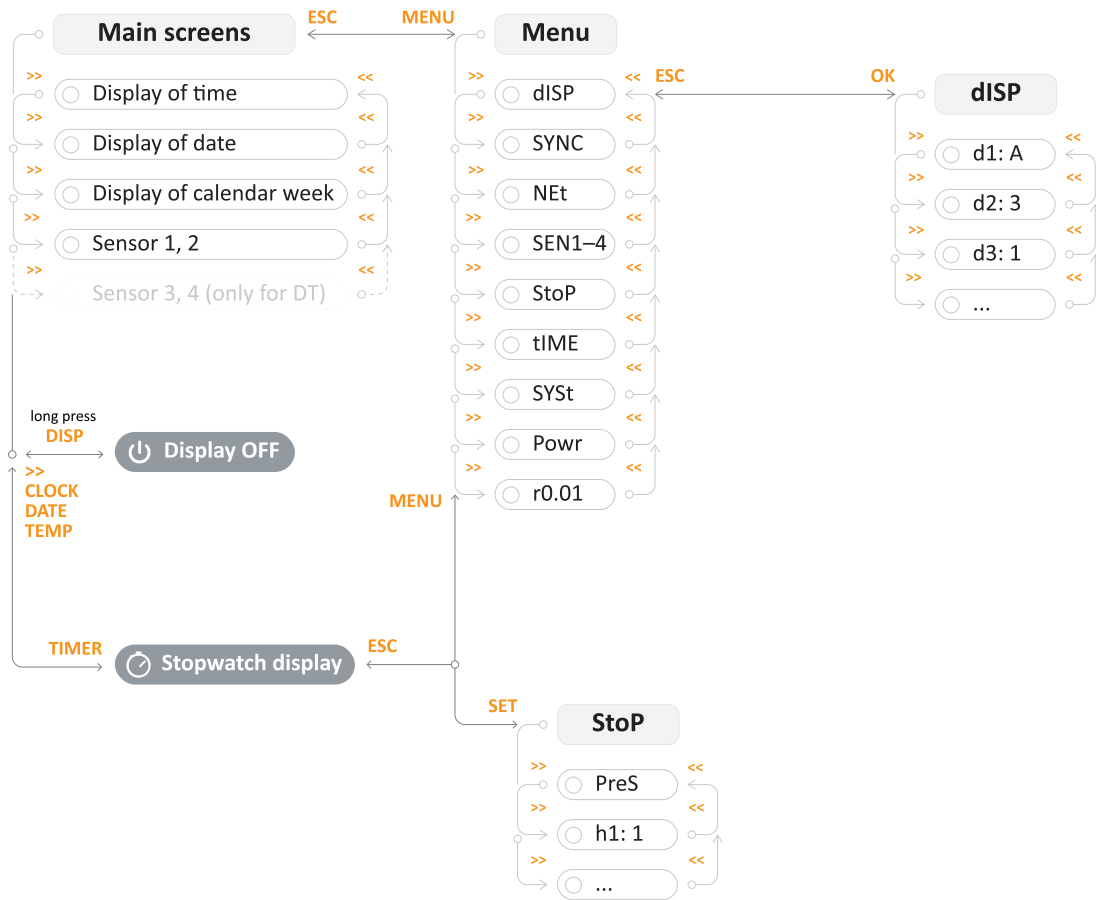 Main screens
ESC
MENU
Menu
>>
<<
Display of time
>>
<<
Display of date
>>
<<
Display of calendar week
>>
<<
Sensor 1, 2
>>
<<
Sensor 3, 4 (only for DT)
>>
<<
dISP
>>
<<
SYNC
>>
<<
NEt
>>
<<
SEN1–4
>>
<<
StoP
>>
<<
tIME
>>
<<
SYSt
>>
<<
Powr
>>
<<
r0.01
ESC
OK
dISP
>>
<<
d1: A
>>
<<
d2: 3
>>
<<
d3: 1
>>
<<
...
long press
DISP
Display OFF
>>
CLOCK
DATE
TEMP
MENU
TIMER
Stopwatch display
ESC
SET
StoP
>>
<<
PreS
>>
<<
h1: 1
>>
<<
...